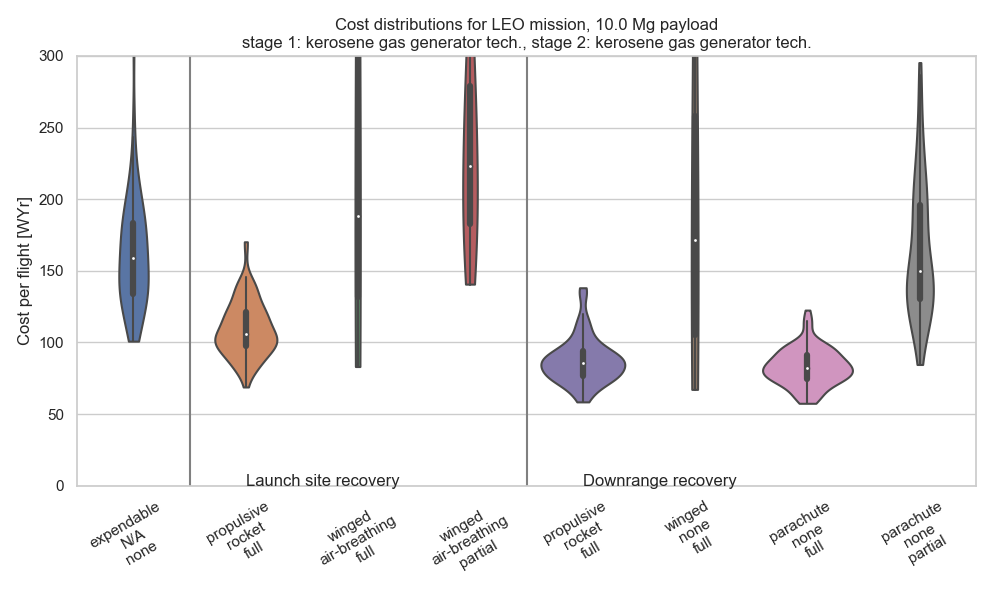 Cost distributions for LEO mission, 10.0 Mg payload
stage 1: kerosene gas generator tech., stage 2: kerosene gas generator tech.
Cost per flight [WYr]
300
250
200
150
100
50
0
Launch site recovery
Downrange recovery
expendable
N/A
none
propulsive
rocket
full
winged
air-breathing
full
winged
air-breathing
partial
propulsive
rocket
full
winged
none
full
parachute
none
full
parachute
none
partial